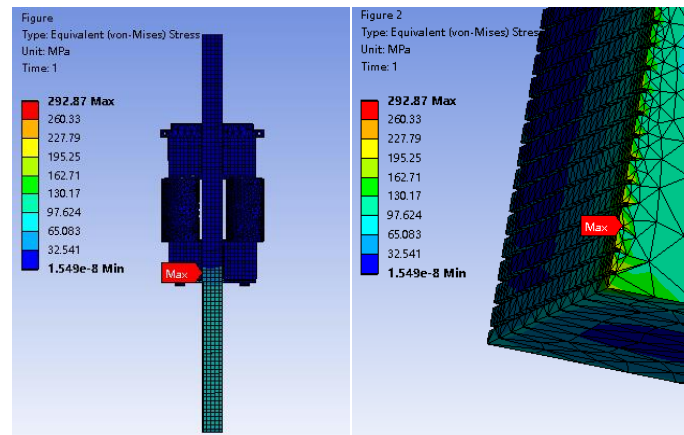 Figure
Type: Equivalent (von-Mises) Stress
Unit: MPa
Time: 1
292.87 Max
260.33
227.79
195.25
162.71
130.17
97.624
65.083
32.541
1.549e-8 Min
Max
Figure 2
Type: Equivalent (von-Mises) Stress
Unit: MPa
Time: 1
292.87 Max
260.33
227.79
195.25
162.71
130.17
97.624
65.083
32.541
1.549e-8 Min
Max